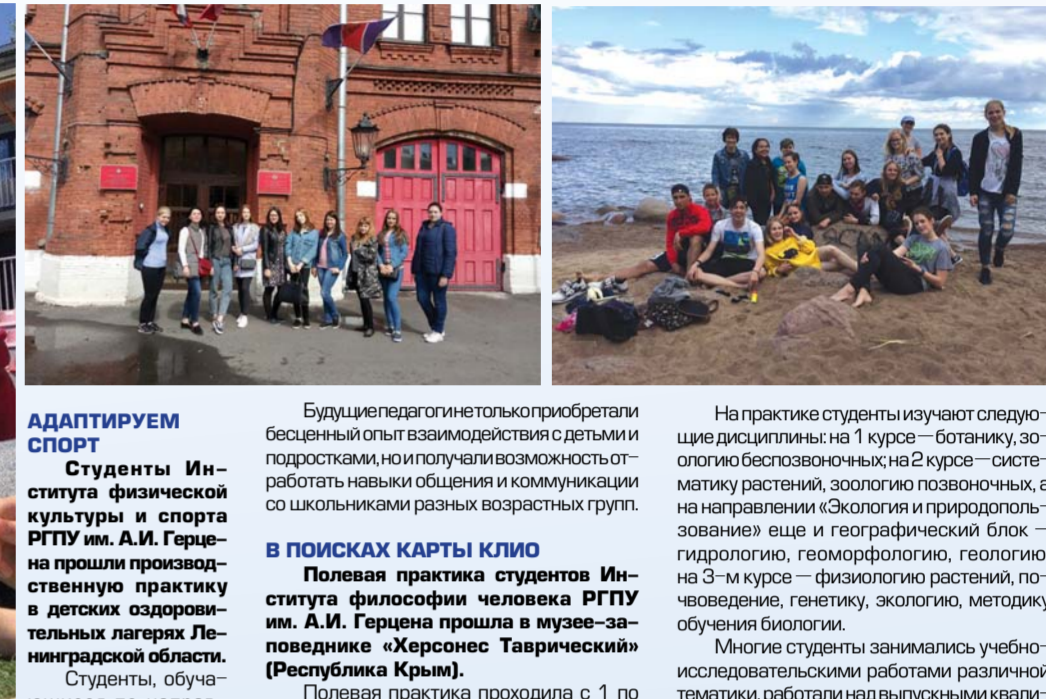 АДАПТИРУЕМ
СПОРТ
Студенты Ин-
ститута физической
культуры и спорта
РГПУ им. А.И. Герце-
на прошли производ-
ственную практику
в детских оздорови-
тельных лагерях Ле-
нинградской области.
Студенты, обуча-
Будущие педагоги не только приобретали
бесценный опыт взаимодействия с детьми и
подростками, но и получали возможность от-
работать навыки общения и коммуникации
со школьниками разных возрастных групп.
В ПОИСКАХ КАРТЫ КЛИО
Полевая практика студентов Ин-
ститута философии человека РГПУ
им. А.И. Герцена прошла в музее-за-
поведнике «Херсонес Таврический»
(Республика Крым).
Полевая практика проходила с 1 по
На практике студенты изучают следую-
щие дисциплины: на 1 курсе — ботанику, зо-
ологию беспозвоночных; на 2 курсе — систе-
матику растений, зоологию позвоночных, а
на направлении «Экология и природополь-
зование» еще и географический блок —
гидрологию, геоморфологию, геологию
на 3-м курсе — физиологию растений, по-
чвоведение, генетику, экологию, методику
обучения биологии.
Многие студенты занимались учебно-
исследовательскими работами различной
тематики, работали над выпускными квали-